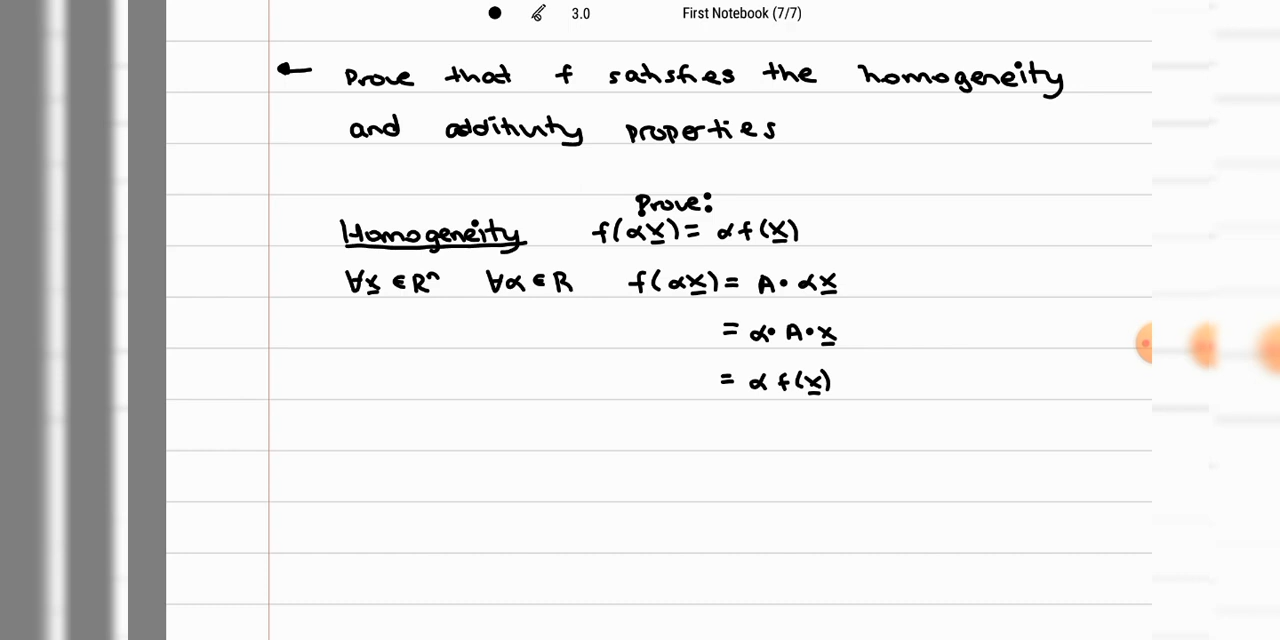 3.0 First Notebook (7/7)
← Prove that f satisfies the homogeneity
and additivity properties
Prove:
Homogeneity f(αx) = αf(x)
∀x ∈ Rⁿ ∀α ∈ R f(αx) = A • αx
= α • A • x
= α f(x)